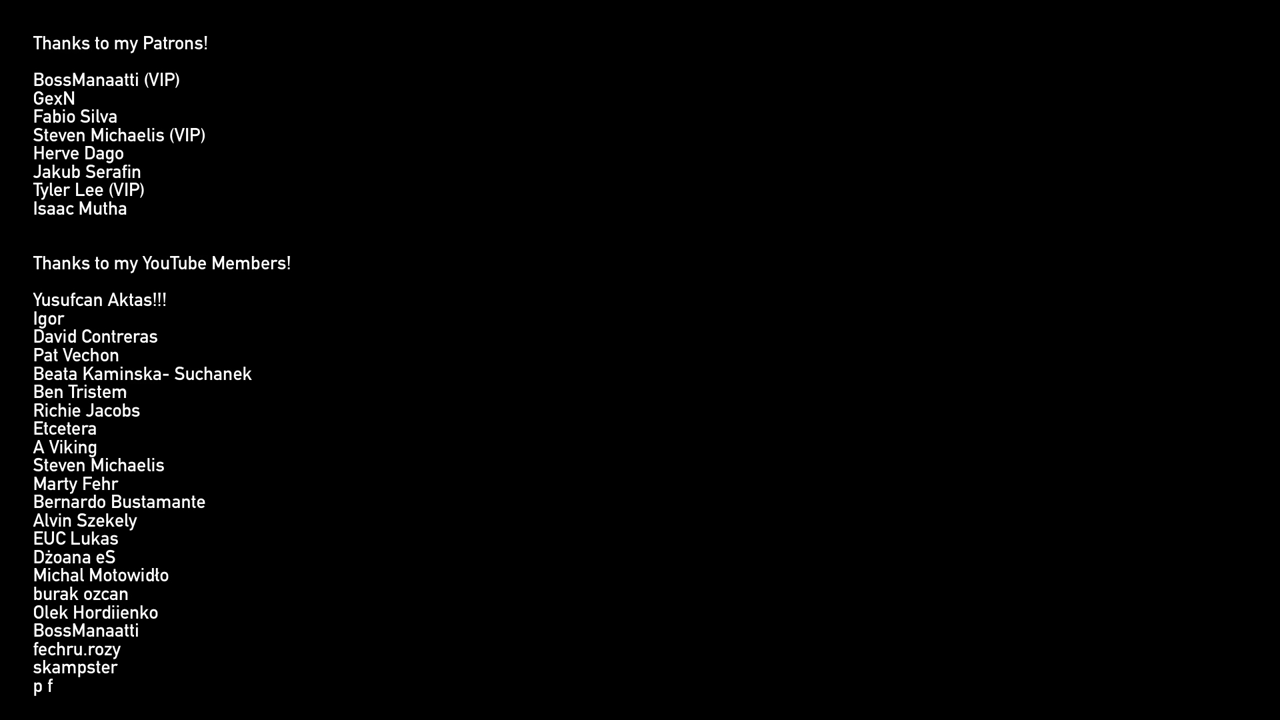 Thanks to my Patrons!
BossManaatti (VIP)
GexN
Fabio Silva
Steven Michaelis (VIP)
Herve Dago
Jakub Serafin
Tyler Lee (VIP)
Isaac Mutha
Thanks to my YouTube Members!
Yusufcan Aktas!!!
Igor
David Contreras
Pat Vechon
Beata Kaminska- Suchanek
Ben Tristem
Richie Jacobs
Etcetera
A Viking
Steven Michaelis
Marty Fehr
Bernardo Bustamante
Alvin Szekely
EUC Lukas
Dżoana eS
Michal Motowidło
burak ozcan
Olek Hordiienko
BossManaatti
fechru.rozy
skampster
p f